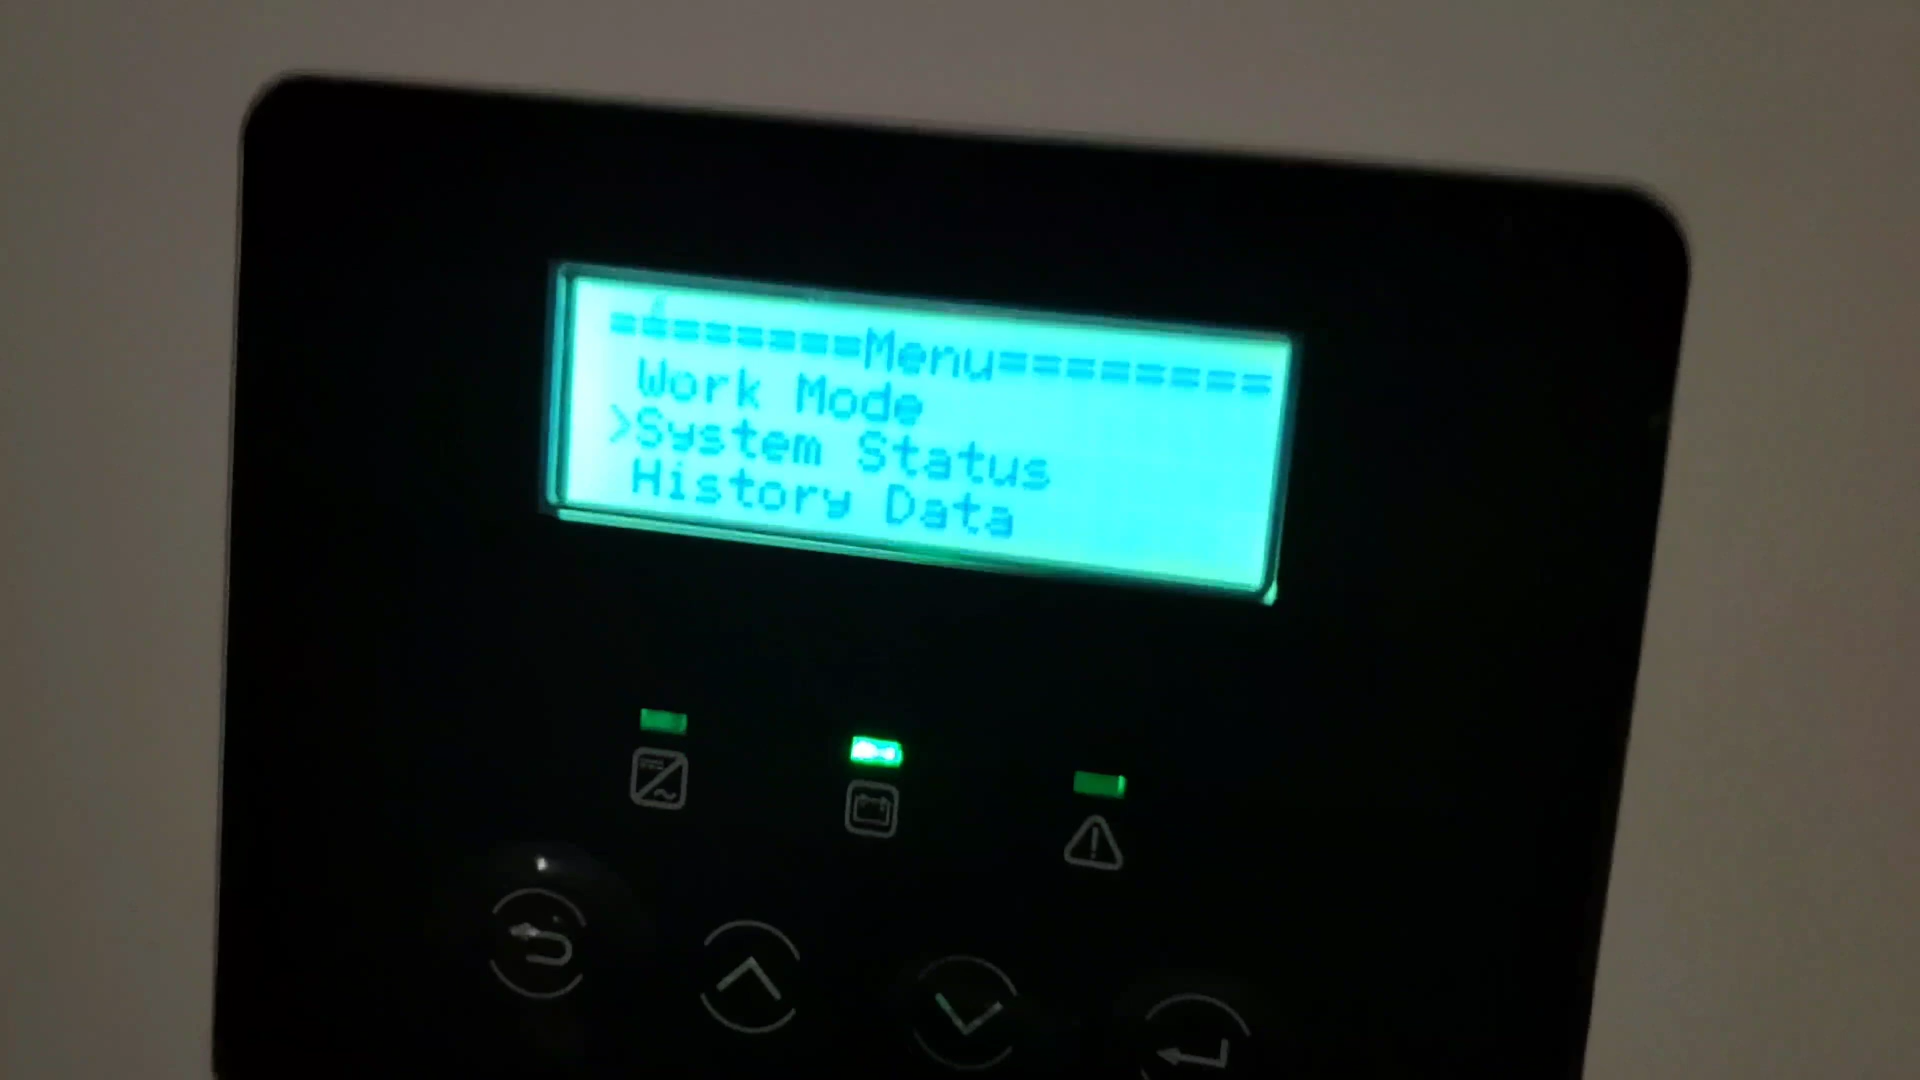 ========Menu========
Work Mode
>System Status
History Data